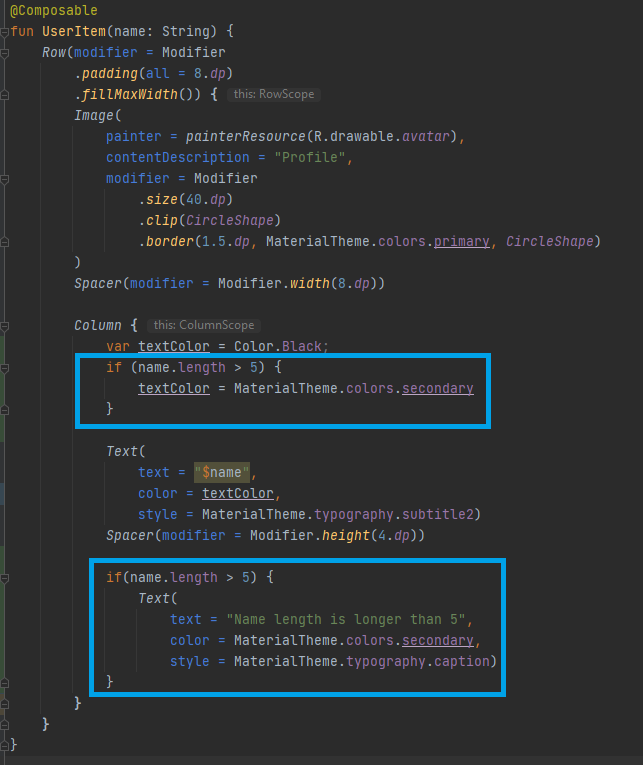 @Composable
fun UserItem(name: String) {
    Row(modifier = Modifier
        .padding(all = 8.dp)
        .fillMaxWidth()) { this: RowScope
        Image(
            painter = painterResource(R.drawable.avatar),
            contentDescription = "Profile",
            modifier = Modifier
                .size(40.dp)
                .clip(CircleShape)
                .border(1.5.dp, MaterialTheme.colors.primary, CircleShape)
        )
        Spacer(modifier = Modifier.width(8.dp))

        Column { this: ColumnScope
            var textColor = Color.Black;
            if (name.length > 5) {
                textColor = MaterialTheme.colors.secondary
            }

            Text(
                text = "$name",
                color = textColor,
                style = MaterialTheme.typography.subtitle2)
            Spacer(modifier = Modifier.height(4.dp))

            if(name.length > 5) {
                Text(
                    text = "Name length is longer than 5",
                    color = MaterialTheme.colors.secondary,
                    style = MaterialTheme.typography.caption)
            }
        }
    }
}